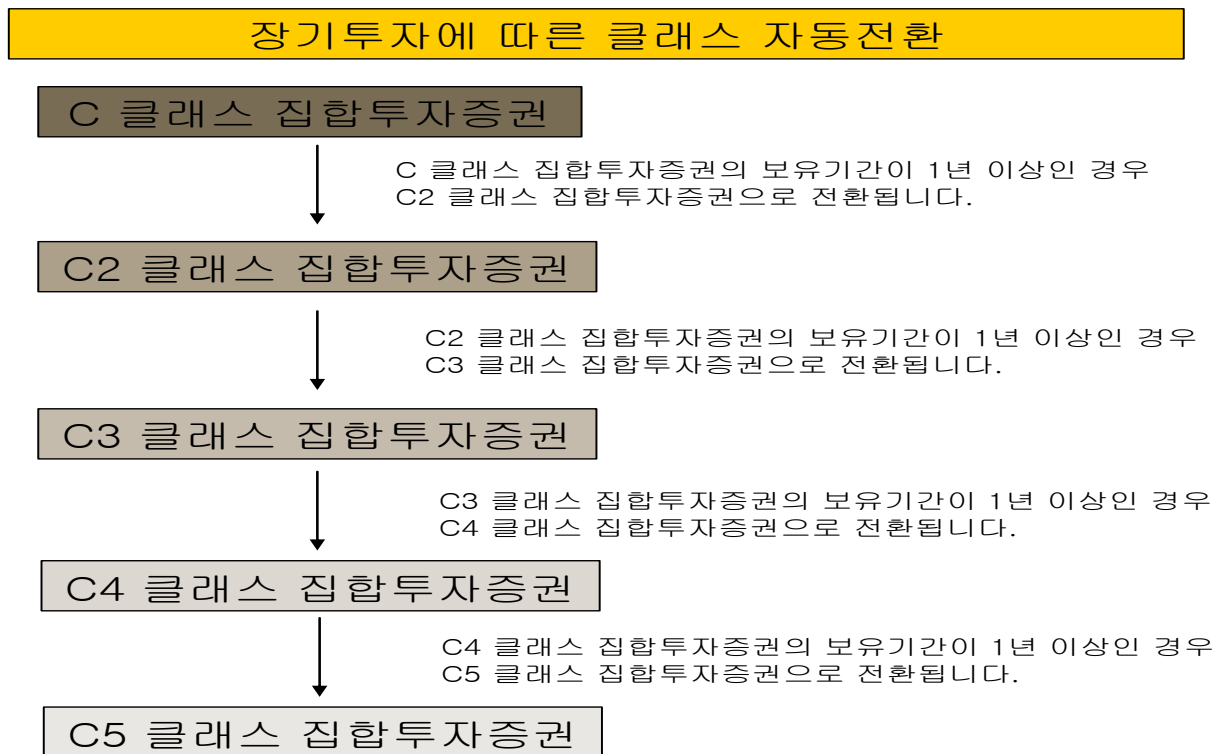 장기투자에 따른 클래스 자동전환
C 클래스 집합투자증권
C 클래스 집합투자증권의 보유기간이 1년 이상인 경우
C2 클래스 집합투자증권으로 전환됩니다.
C2 클래스 집합투자증권
C2 클래스 집합투자증권의 보유기간이 1년 이상인 경우
C3 클래스 집합투자증권으로 전환됩니다.
C3 클래스 집합투자증권
C3 클래스 집합투자증권의 보유기간이 1년 이상인 경우
C4 클래스 집합투자증권으로 전환됩니다.
C4 클래스 집합투자증권
C4 클래스 집합투자증권의 보유기간이 1년 이상인 경우
C5 클래스 집합투자증권으로 전환됩니다.
C5 클래스 집합투자증권